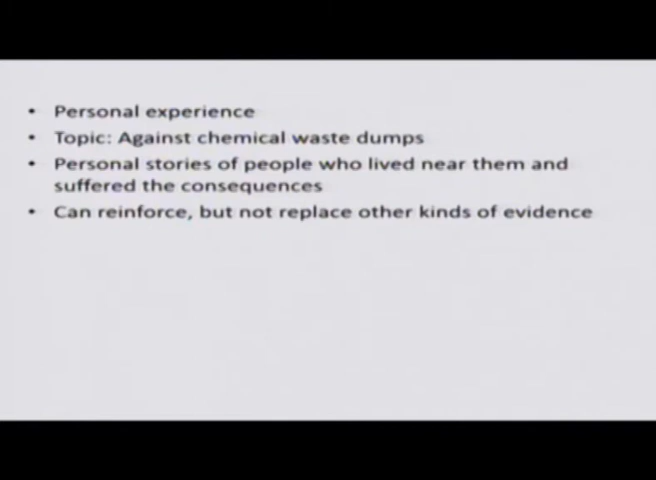 • Personal experience
• Topic: Against chemical waste dumps
• Personal stories of people who lived near them and
suffered the consequences
• Can reinforce, but not replace other kinds of evidence